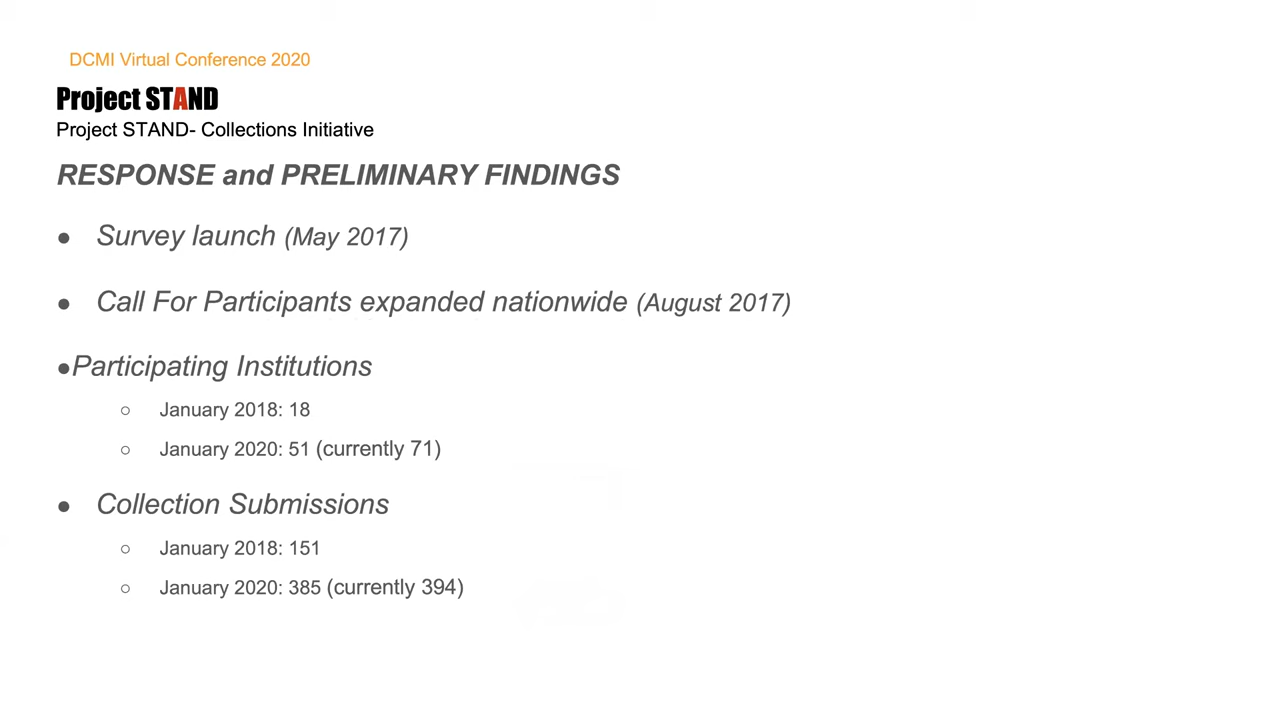 DCMI Virtual Conference 2020
Project STAND
Project STAND- Collections Initiative
RESPONSE and PRELIMINARY FINDINGS
● Survey launch (May 2017)
● Call For Participants expanded nationwide (August 2017)
●Participating Institutions
○ January 2018: 18
○ January 2020: 51 (currently 71)
● Collection Submissions
○ January 2018: 151
○ January 2020: 385 (currently 394)